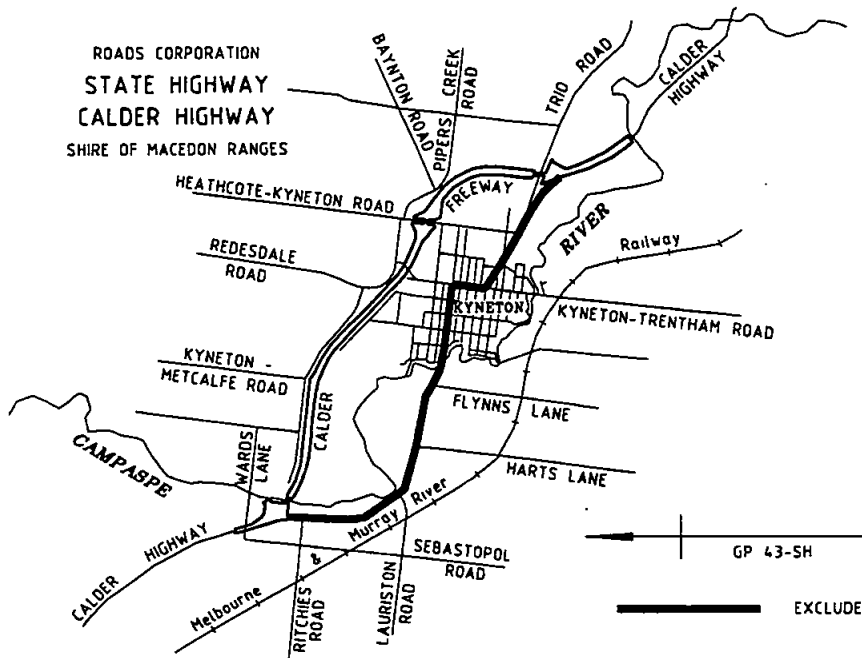 ROADS CORPORATION
STATE HIGHWAY
CALDER HIGHWAY
SHIRE OF MACEDON RANGES
BAYNTON ROAD
PIPERS CREEK
ROAD
TRIO ROAD
CALDER
HIGHWAY
HEATHCOTE-KYNETON ROAD
FREEWAY
REDESDALE
ROAD
RIVER
Railway
KYNETON
KYNETON-TRENTHAM ROAD
KYNETON -
METCALFE ROAD
CALDER
FLYNNS LANE
WARDS
LANE
CAMPASPE
HARTS LANE
CALDER HIGHWAY
Melbourne & Murray River
SEBASTOPOL
ROAD
RITCHIES
ROAD
LAURISTON
ROAD
GP 43-SH
EXCLUDE